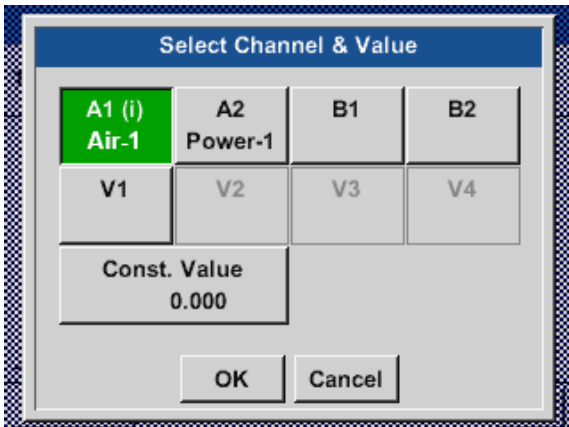 Select Channel & Value
A1 (i) A2 B1 B2
Air-1 Power-1
V1 V2 V3 V4
Const. Value
0.000
OK Cancel